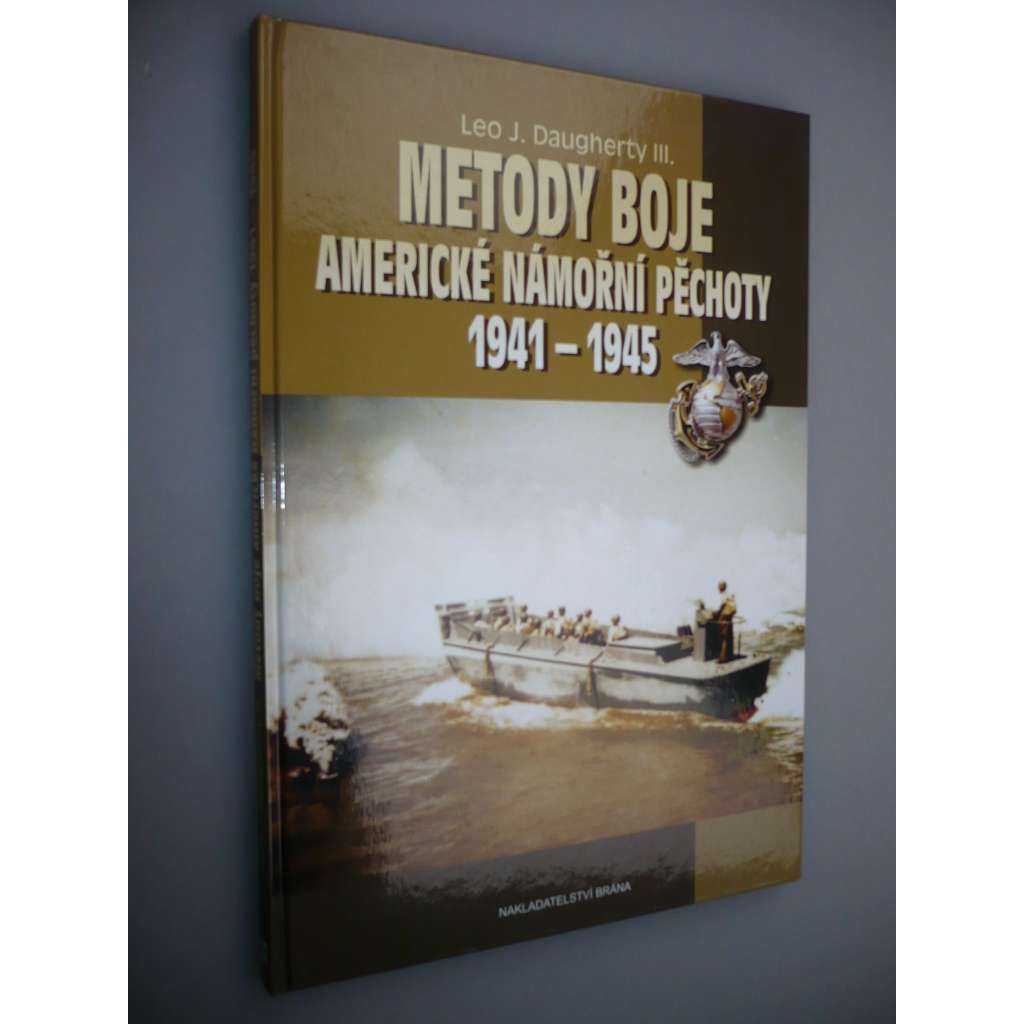 Leo J. Daugherty III.
METODY BOJE
AMERICKÉ NÁMOŘNÍ PĚCHOTY
1941 – 1945
NAKLADATELSTVÍ BRÁNA